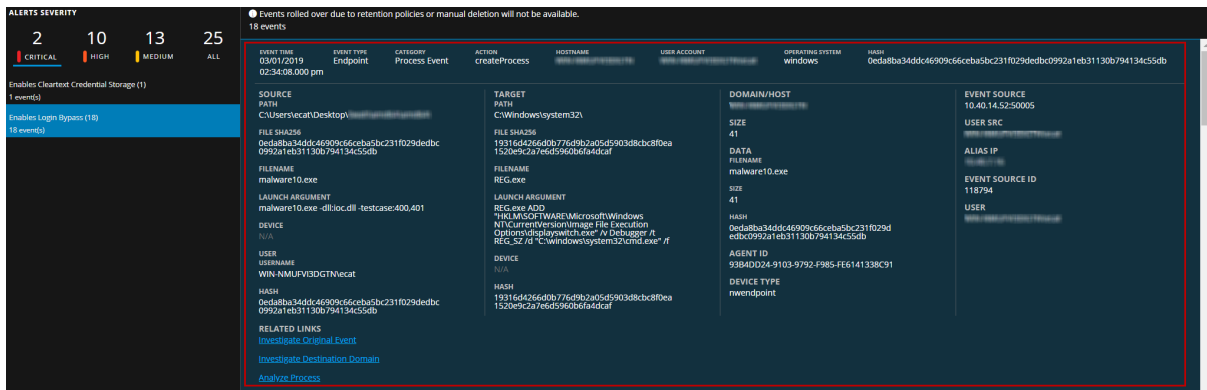 ALERTS SEVERITY
2 10 13 25
CRITICAL HIGH MEDIUM ALL
Enables Cleartext Credential Storage (1)
1 event(s)
Enables Login Bypass (18)
18 event(s)
Events rolled over due to retention policies or manual deletion will not be available.
18 events
EVENT TIME EVENT TYPE CATEGORY ACTION HOSTNAME USER ACCOUNT OPERATING SYSTEM HASH
03/01/2019 Endpoint Process Event createProcess windows 0eda8ba34ddc46909c66ceba5bc231f029dedbc0992a1eb31130b794134c55db
02:34:08.000 pm
SOURCE
PATH
C:\Users\ecat\Desktop\
FILE SHA256
0eda8ba34ddc46909c66ceba5bc231f029dedbc
0992a1eb31130b794134c55db
FILENAME
malware10.exe
LAUNCH ARGUMENT
malware10.exe -dll:ioc.dll -testcase:400,401
DEVICE
N/A
USER
USERNAME
WIN-NMUFVI3DGTN\ecat
HASH
0eda8ba34ddc46909c66ceba5bc231f029dedbc
0992a1eb31130b794134c55db
RELATED LINKS
Investigate Original Event
Investigate Destination Domain
Analyze Process
TARGET
PATH
C:\Windows\system32\
FILE SHA256
19316d4266d0b776d9b2a05d5903d8cbc8f0ea
1520e9c2a7e6d5960b6fa4dcaf
FILENAME
REG.exe
LAUNCH ARGUMENT
REG.exe ADD
"HKLM\SOFTWARE\Microsoft\Windows
NT\CurrentVersion\Image File Execution
Options\displayswitch.exe" /v Debugger /t
REG_SZ /d "C:\windows\system32\cmd.exe" /f
DEVICE
N/A
HASH
19316d4266d0b776d9b2a05d5903d8cbc8f0ea
1520e9c2a7e6d5960b6fa4dcaf
DOMAIN/HOST
SIZE
41
DATA
FILENAME
malware10.exe
SIZE
41
HASH
0eda8ba34ddc46909c66ceba5bc231f029d
edbc0992a1eb31130b794134c55db
AGENT ID
93B4DD24-9103-9792-F985-FE6141338C91
DEVICE TYPE
nwendpoint
EVENT SOURCE
10.40.14.52:50005
USER SRC
ALIAS IP
EVENT SOURCE ID
118794
USER